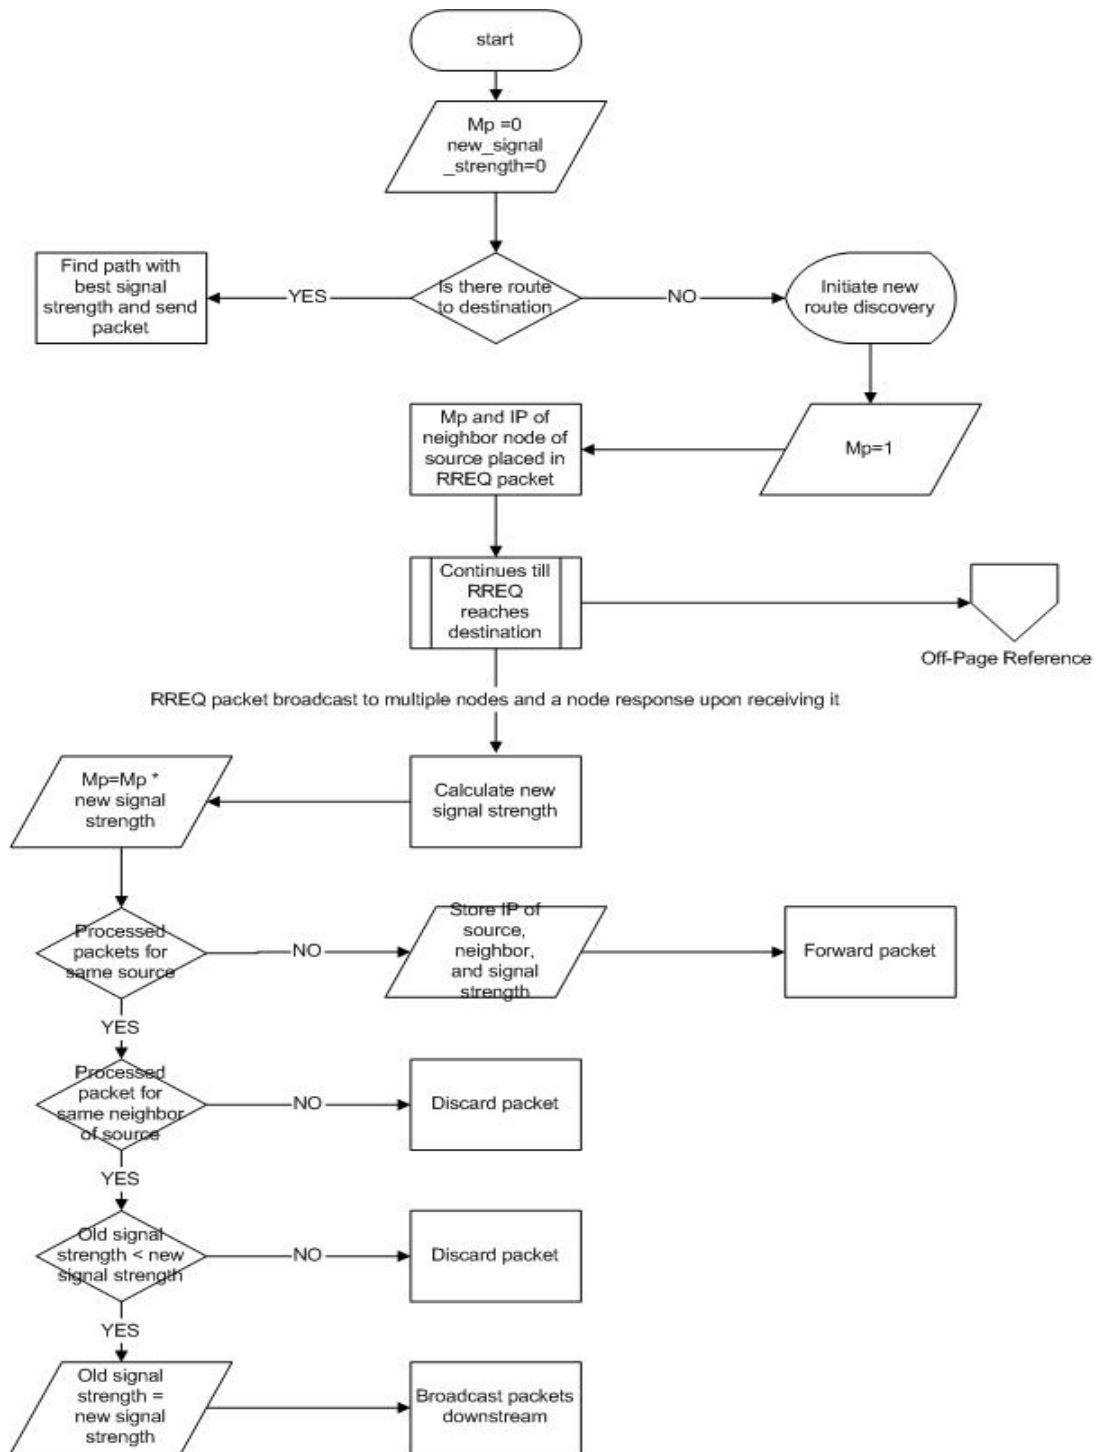 start
Mp =0
new_signal
_strength=0
Find path with
best signal
strength and send
packet
YES
Is there route
to destination
NO
Initiate new
route discovery
Mp and IP of
neighbor node of
source placed in
RREQ packet
Mp=1
Continues till
RREQ
reaches
destination
Off-Page Reference
RREQ packet broadcast to multiple nodes and a node response upon receiving it
Mp=Mp *
new signal
strength
Calculate new
signal strength
Processed
packets for
same source
NO
Store IP of
source,
neighbor,
and signal
strength
Forward packet
YES
Processed
packet for
same neighbor
of source
NO
Discard packet
YES
Old signal
strength < new
signal strength
NO
Discard packet
YES
Old signal
strength =
new signal
strength
Broadcast packets
downstream